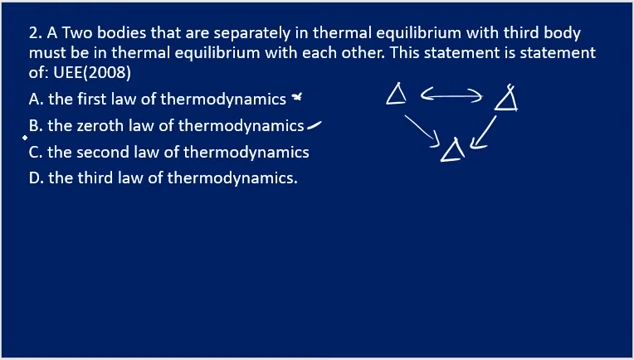 2. A Two bodies that are separately in thermal equilibrium with third body
must be in thermal equilibrium with each other. This statement is statement
of: UEE(2008)
A. the first law of thermodynamics
B. the zeroth law of thermodynamics
C. the second law of thermodynamics
D. the third law of thermodynamics.